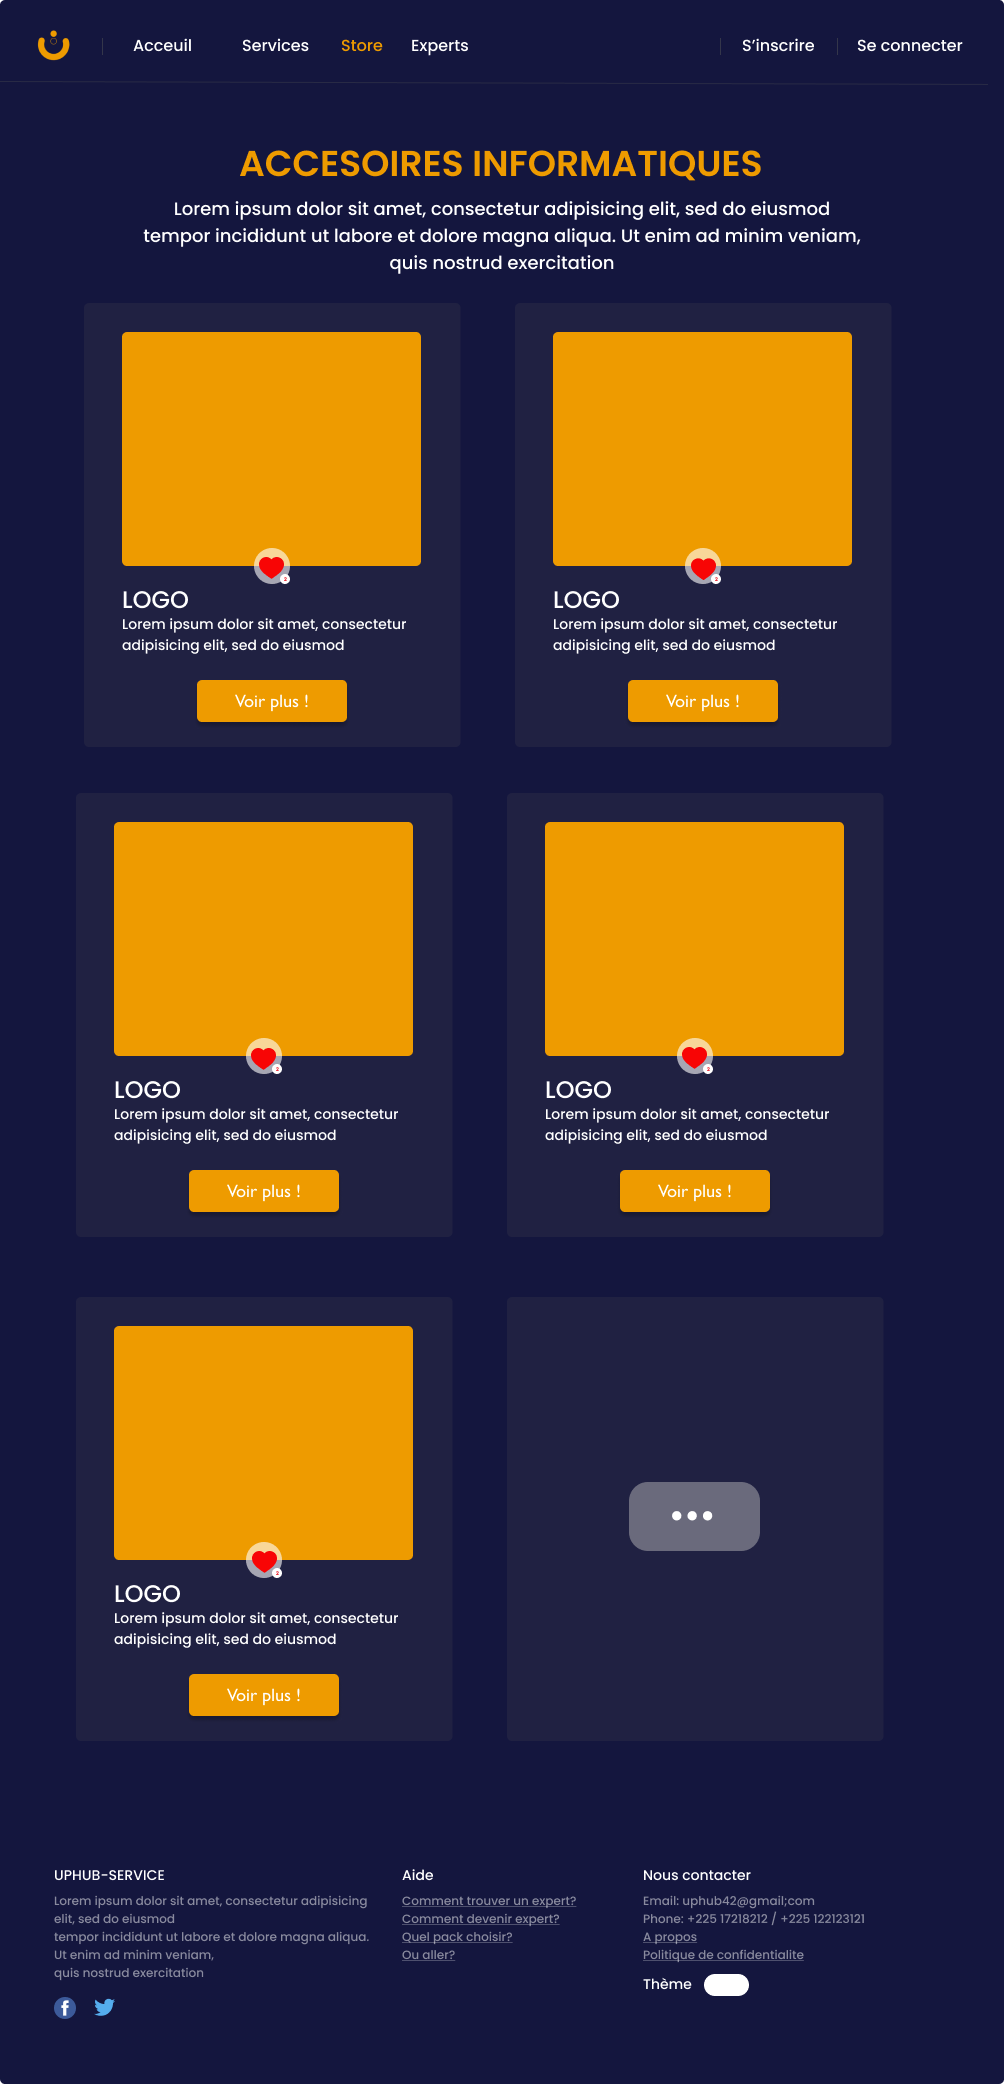 Acceuil
Services
Store
Experts
S’inscrire
Se connecter
ACCESOIRES INFORMATIQUES
Lorem ipsum dolor sit amet, consectetur adipisicing elit, sed do eiusmod
tempor incididunt ut labore et dolore magna aliqua. Ut enim ad minim veniam,
quis nostrud exercitation
LOGO
Lorem ipsum dolor sit amet, consectetur
adipisicing elit, sed do eiusmod
Voir plus !
LOGO
Lorem ipsum dolor sit amet, consectetur
adipisicing elit, sed do eiusmod
Voir plus !
LOGO
Lorem ipsum dolor sit amet, consectetur
adipisicing elit, sed do eiusmod
Voir plus !
LOGO
Lorem ipsum dolor sit amet, consectetur
adipisicing elit, sed do eiusmod
Voir plus !
LOGO
Lorem ipsum dolor sit amet, consectetur
adipisicing elit, sed do eiusmod
Voir plus !
UPHUB-SERVICE
Lorem ipsum dolor sit amet, consectetur adipisicing
elit, sed do eiusmod
tempor incididunt ut labore et dolore magna aliqua.
Ut enim ad minim veniam,
quis nostrud exercitation
Aide
Comment trouver un expert?
Comment devenir expert?
Quel pack choisir?
Ou aller?
Nous contacter
Email: uphub42@gmail;com
Phone: +225 17218212 / +225 122123121
A propos
Politique de confidentialite
Thème